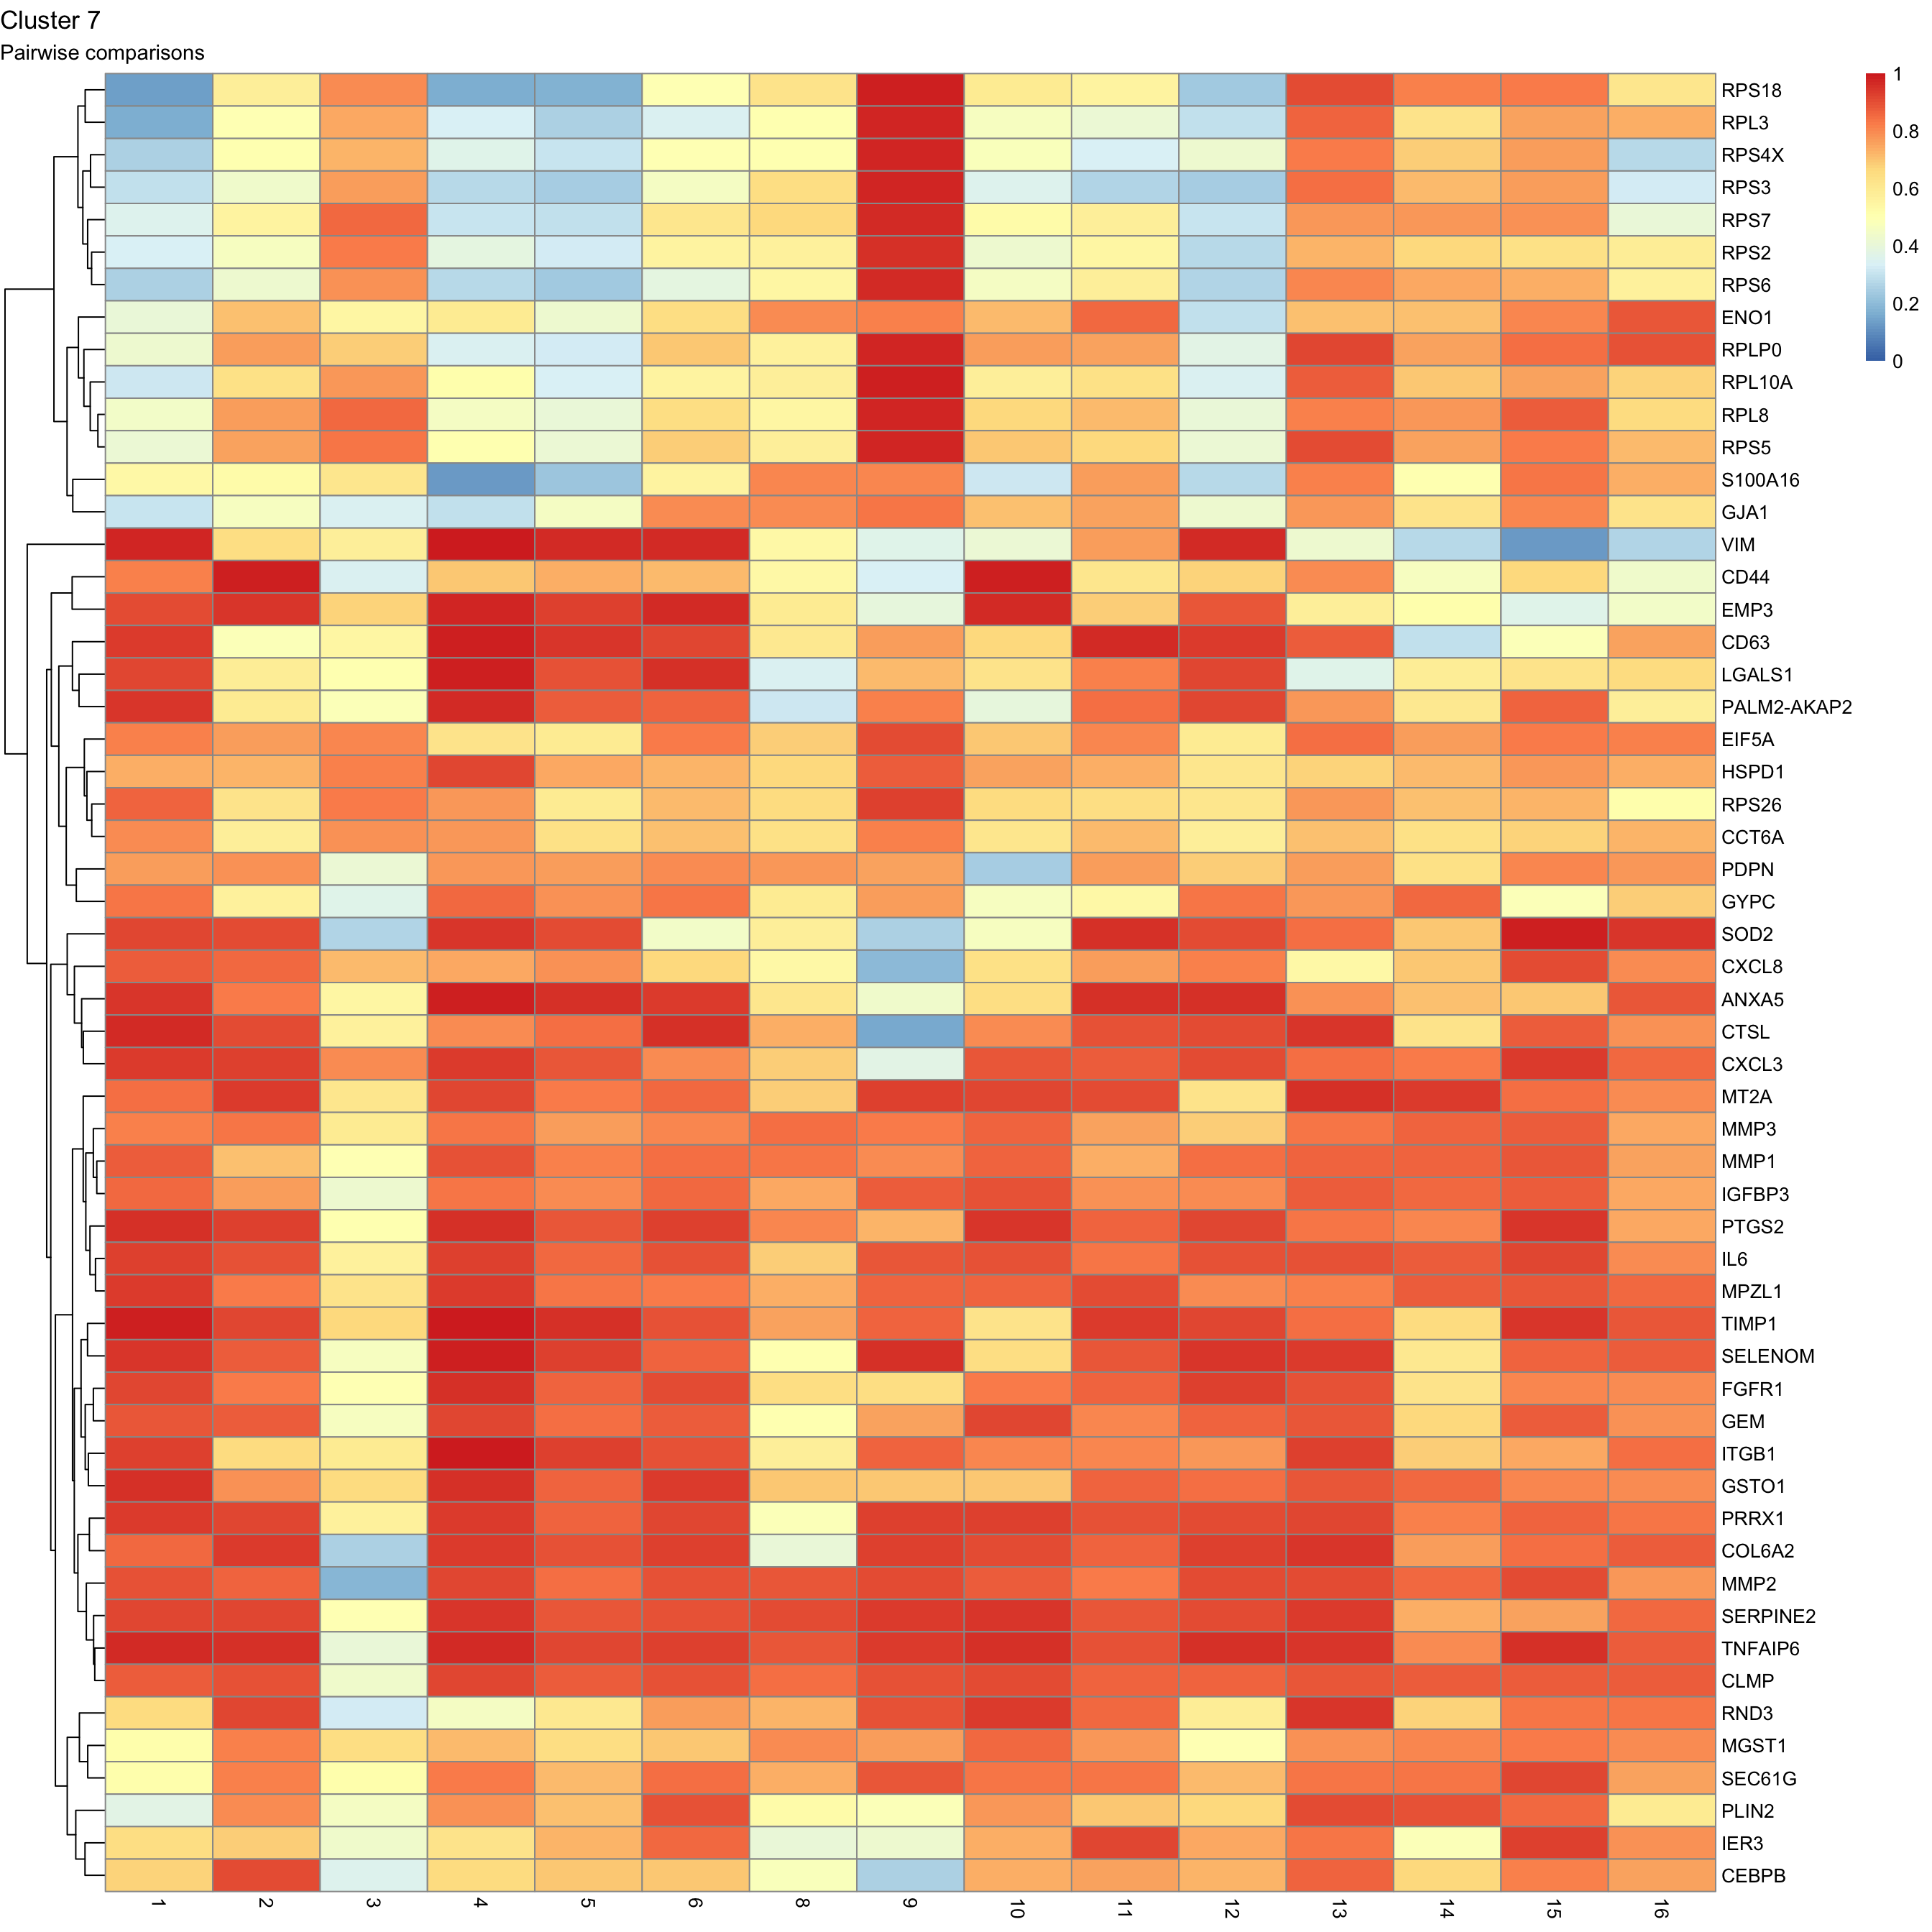 Cluster 7
Pairwise comparisons
RPS18
RPL3
RPS4X
RPS3
RPS7
RPS2
RPS6
ENO1
RPLP0
RPL10A
RPL8
RPS5
S100A16
GJA1
VIM
CD44
EMP3
CD63
LGALS1
PALM2-AKAP2
EIF5A
HSPD1
RPS26
CCT6A
PDPN
GYPC
SOD2
CXCL8
ANXA5
CTSL
CXCL3
MT2A
MMP3
MMP1
IGFBP3
PTGS2
IL6
MPZL1
TIMP1
SELENOM
FGFR1
GEM
ITGB1
GSTO1
PRRX1
COL6A2
MMP2
SERPINE2
TNFAIP6
CLMP
RND3
MGST1
SEC61G
PLIN2
IER3
CEBPB
1
0.8
0.6
0.4
0.2
0
1 2 3 4 5 6 8 9 10 11 12 13 14 15 16